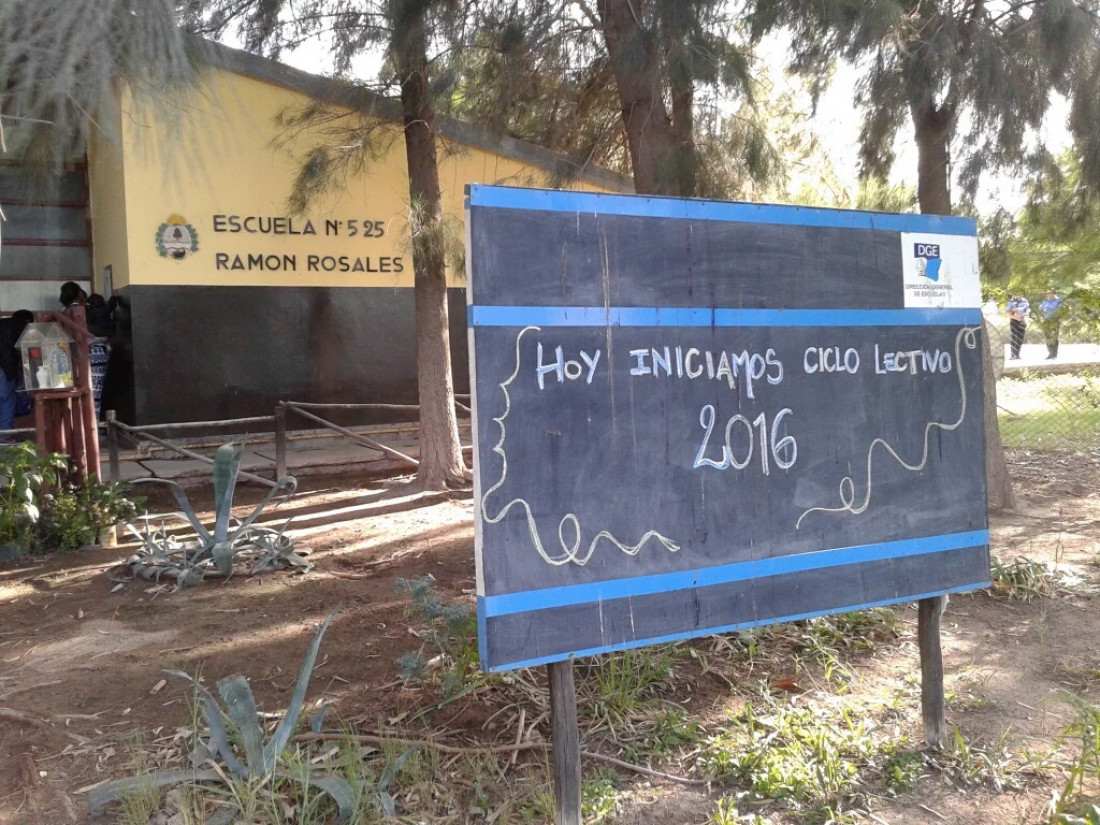 ESCUELA N° 525
RAMON ROSALES
DGE
DIRECCIÓN GENERAL
DE ESCUELAS
HOY INICIAMOS CICLO LECTIVO
2016